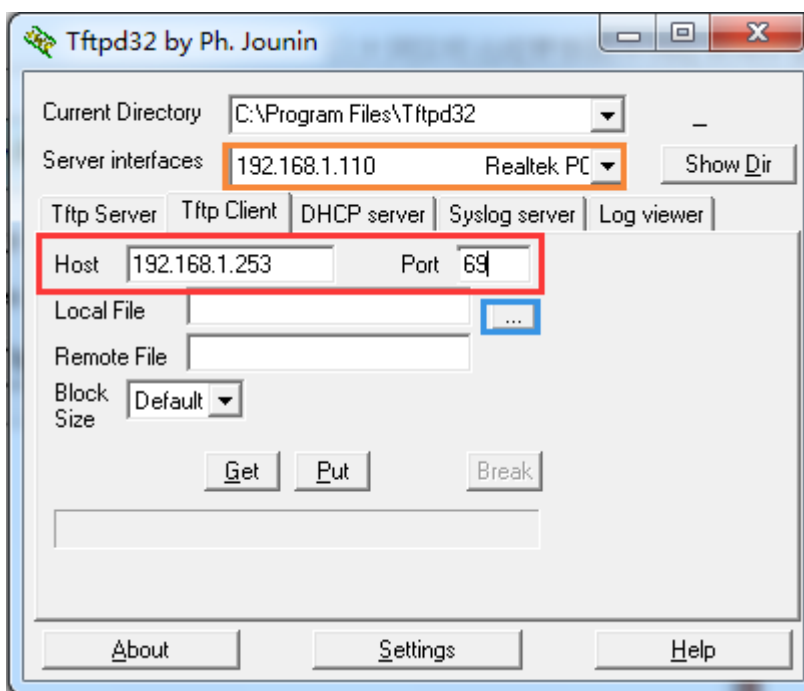 Tftpd32 by Ph. Jounin
Current Directory C:\Program Files\Tftpd32
Server interfaces 192.168.1.110 Realtek PC Show Dir
Tftp Server Tftp Client DHCP server Syslog server Log viewer
Host 192.168.1.253 Port 69
Local File ...
Remote File
Block
Size Default
Get Put Break
About Settings Help